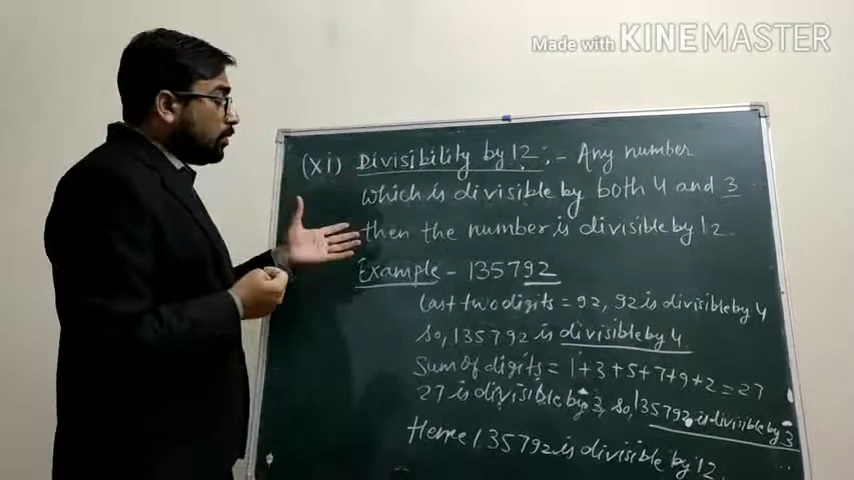 Made with KINEMASTER
(xi) Divisibility by 12 :- Any number
which is divisible by both 4 and 3
then the number is divisible by 12.
Example - 135792
Last two digits = 92, 92 is divisible by 4
So, 135792 is divisible by 4
Sum of digits = 1+3+5+7+9+2 = 27
27 is divisible by 3, So, 135792 is divisible by 3
Hence 135792 is divisible by 12